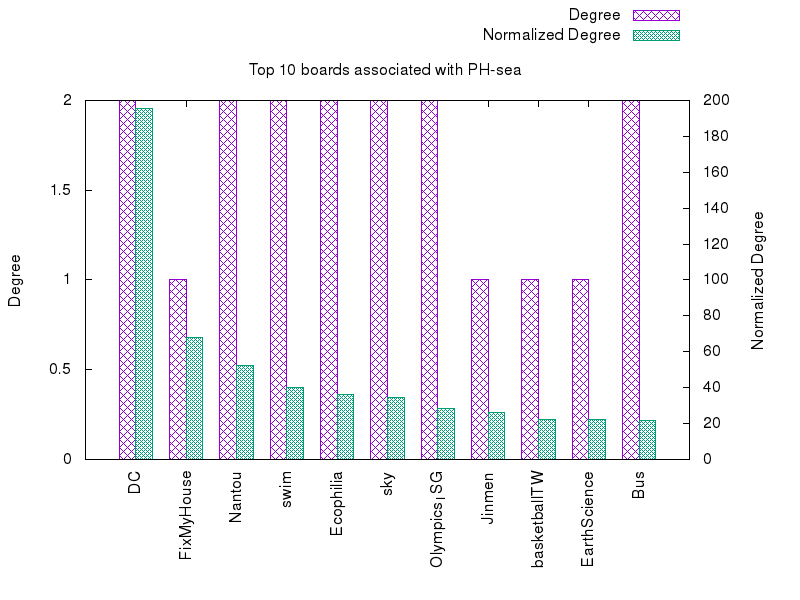 Degree
Normalized Degree
Top 10 boards associated with PH-sea
2
1.5
1
0.5
0
200
180
160
140
120
100
80
60
40
20
0
Degree
Normalized Degree
DC
FixMyHouse
Nantou
swim
Ecophilia
sky
Olympics|SG
Jinmen
basketballTW
EarthScience
Bus